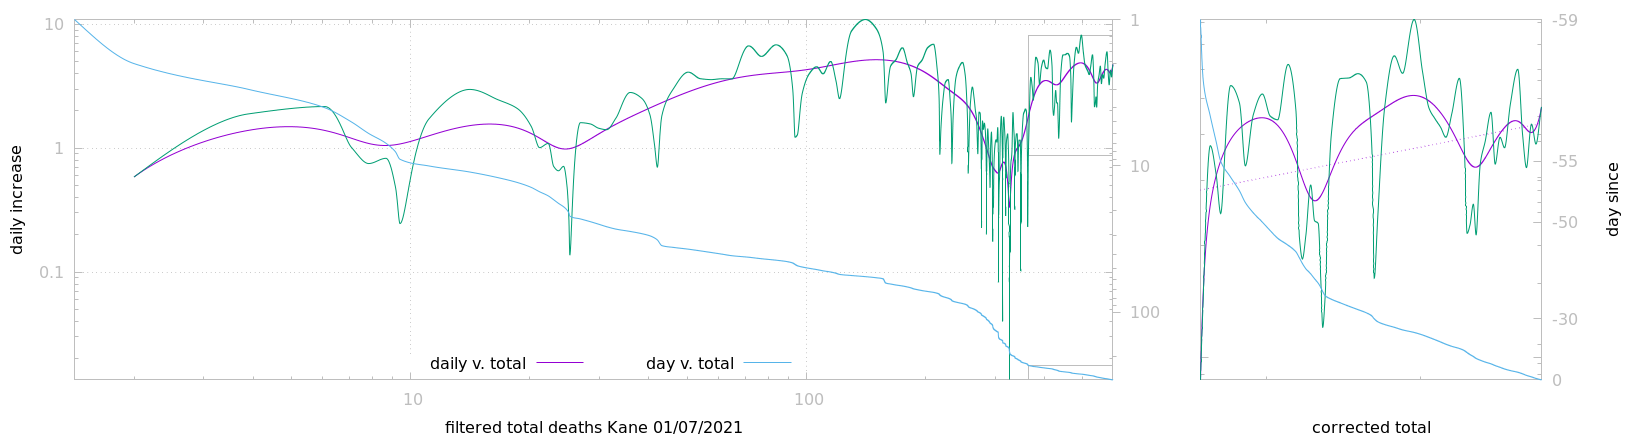 10
1
0.1
daily increase
daily v. total
day v. total
10
100
filtered total deaths Kane 01/07/2021
1
10
100
-59
-55
-50
-30
0
day since
corrected total